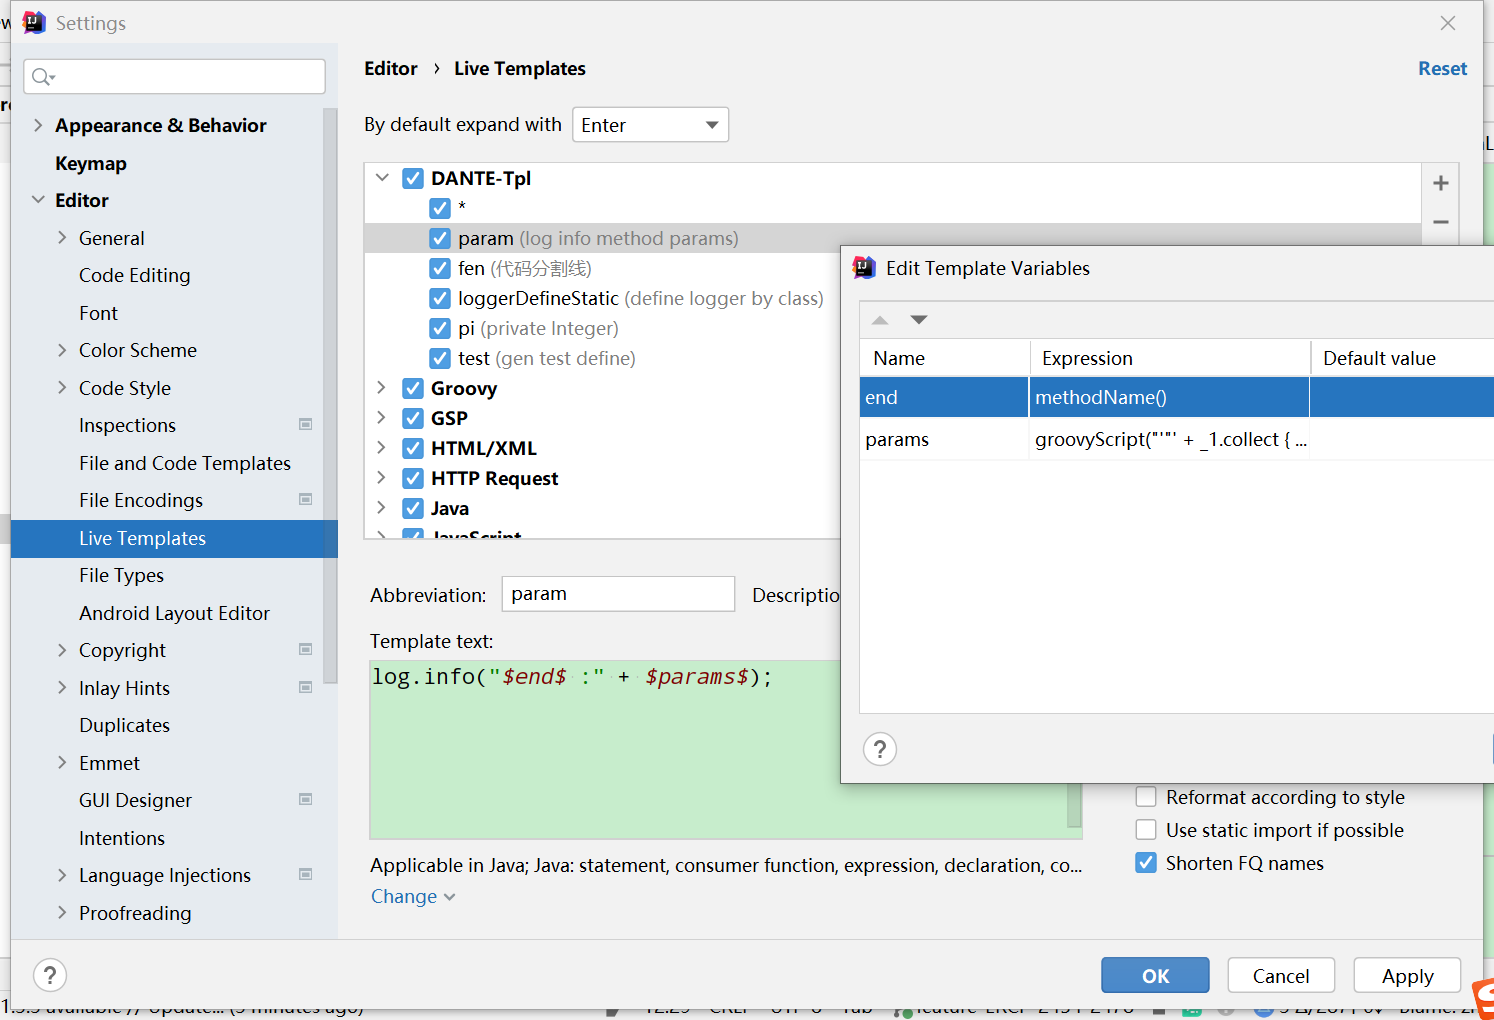 Settings
Editor › Live Templates
Reset
By default expand with Enter
Appearance & Behavior
Keymap
Editor
General
Code Editing
Font
Color Scheme
Code Style
Inspections
File and Code Templates
File Encodings
Live Templates
File Types
Android Layout Editor
Copyright
Inlay Hints
Duplicates
Emmet
GUI Designer
Intentions
Language Injections
Proofreading
DANTE-Tpl
*
param (log info method params)
fen (代码分割线)
loggerDefineStatic (define logger by class)
pi (private Integer)
test (gen test define)
Groovy
GSP
HTML/XML
HTTP Request
Java
JavaScript
Edit Template Variables
Name Expression Default value
end methodName()
params groovyScript("'"' + _1.collect { ...
Abbreviation: param Descriptio
Template text:
log.info("$end$ :" + $params$);
Reformat according to style
Use static import if possible
Shorten FQ names
Applicable in Java; Java: statement, consumer function, expression, declaration, co...
Change
OK Cancel Apply